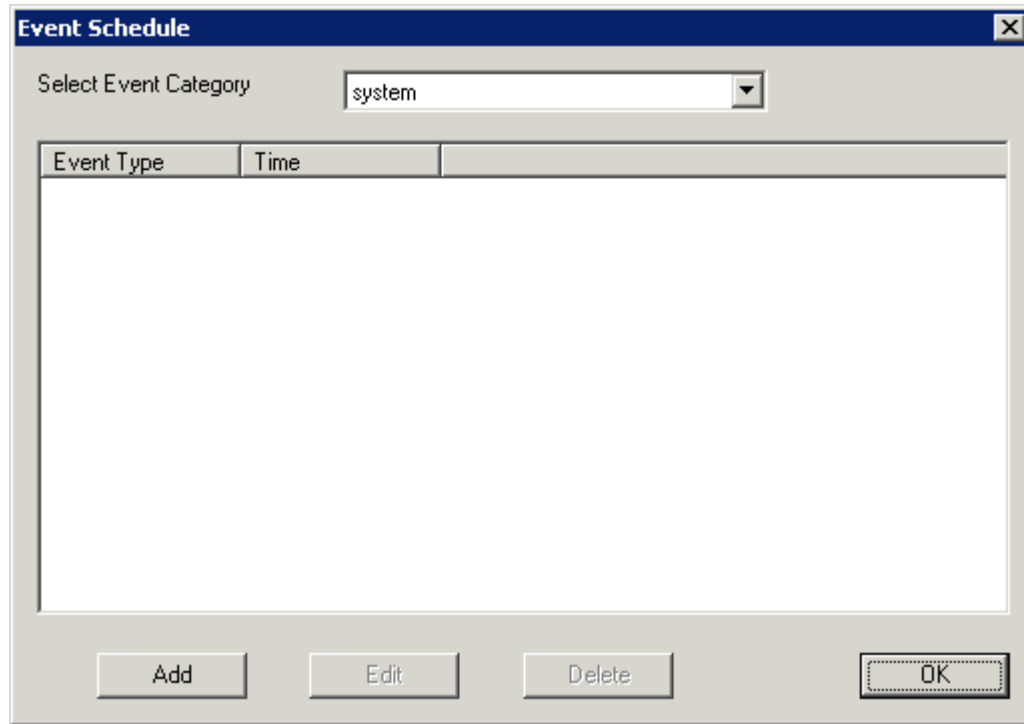 Event Schedule
Select Event Category
system
Event Type
Time
Add
Edit
Delete
OK